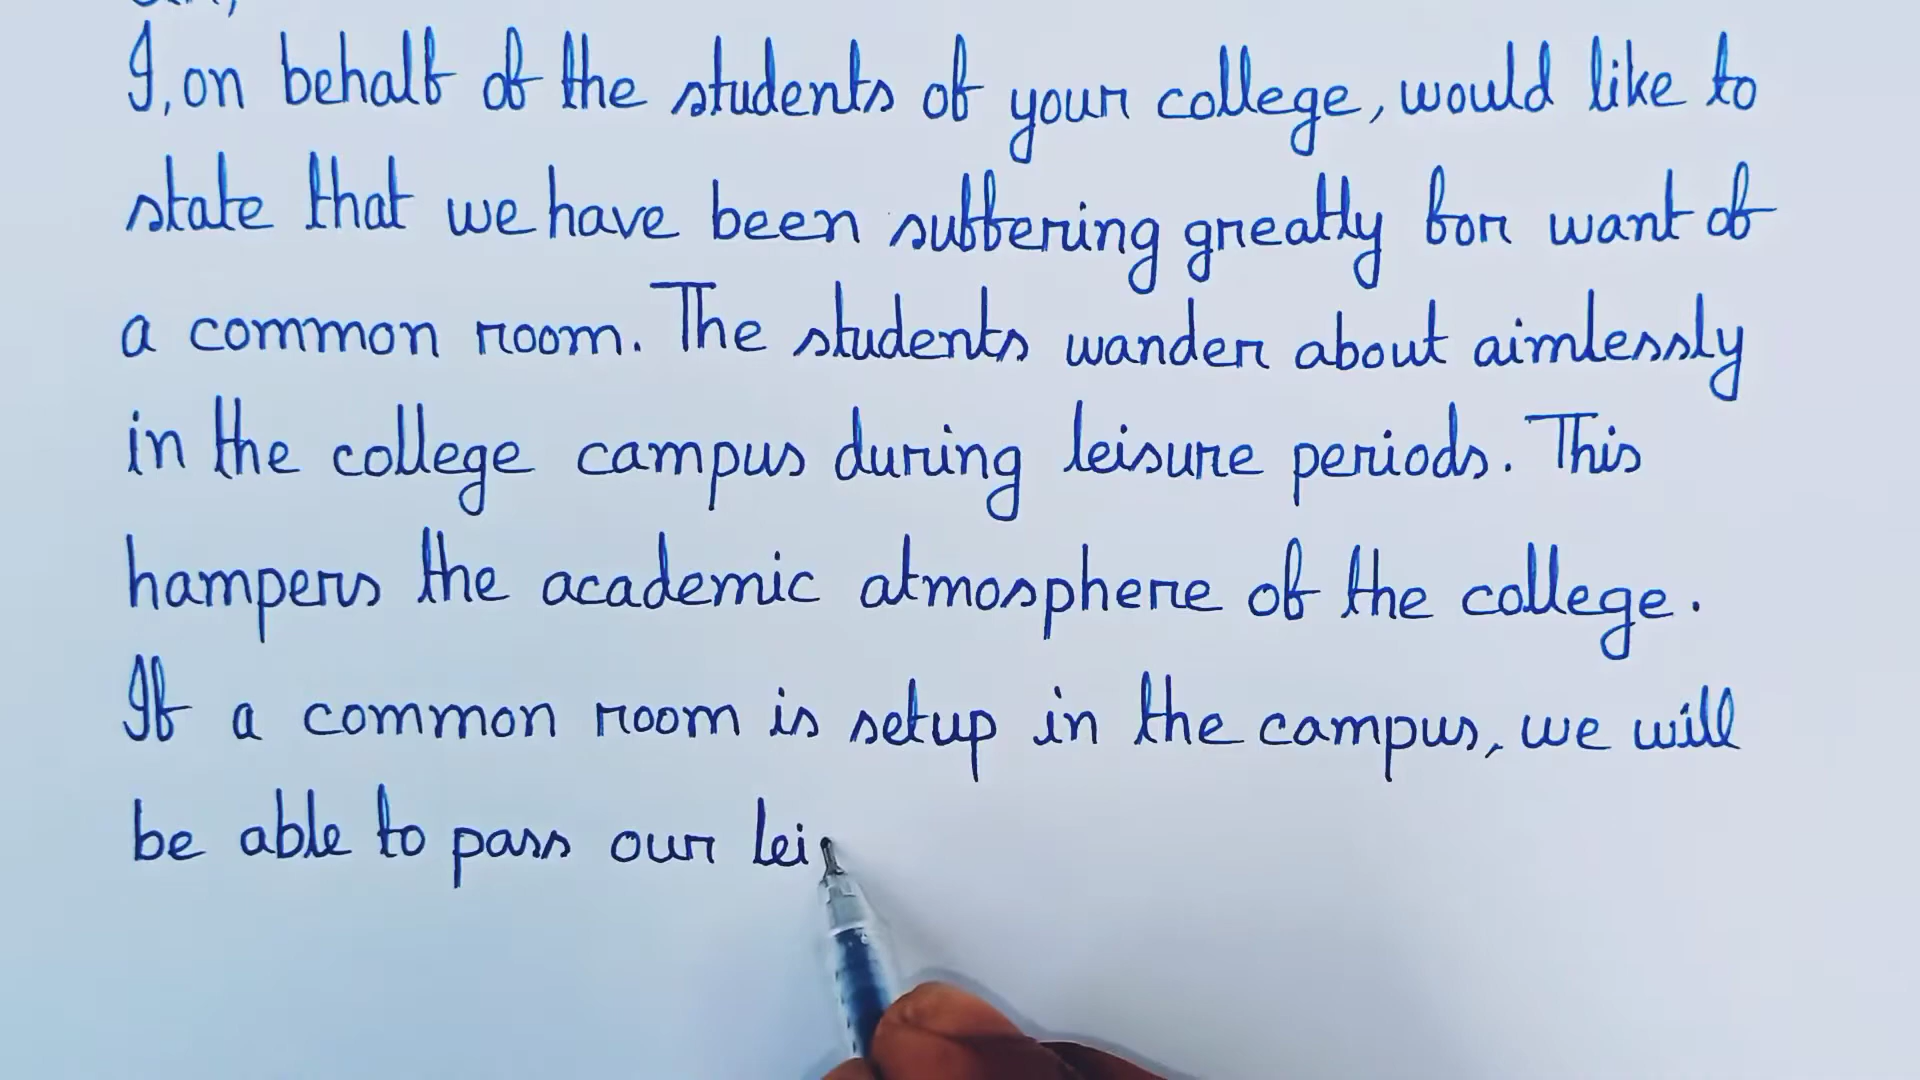 I, on behalf of the students of your college, would like to
state that we have been suffering greatly for want of
a common room. The students wander about aimlessly
in the college campus during leisure periods. This
hampers the academic atmosphere of the college.
If a common room is setup in the campus, we will
be able to pass our lei